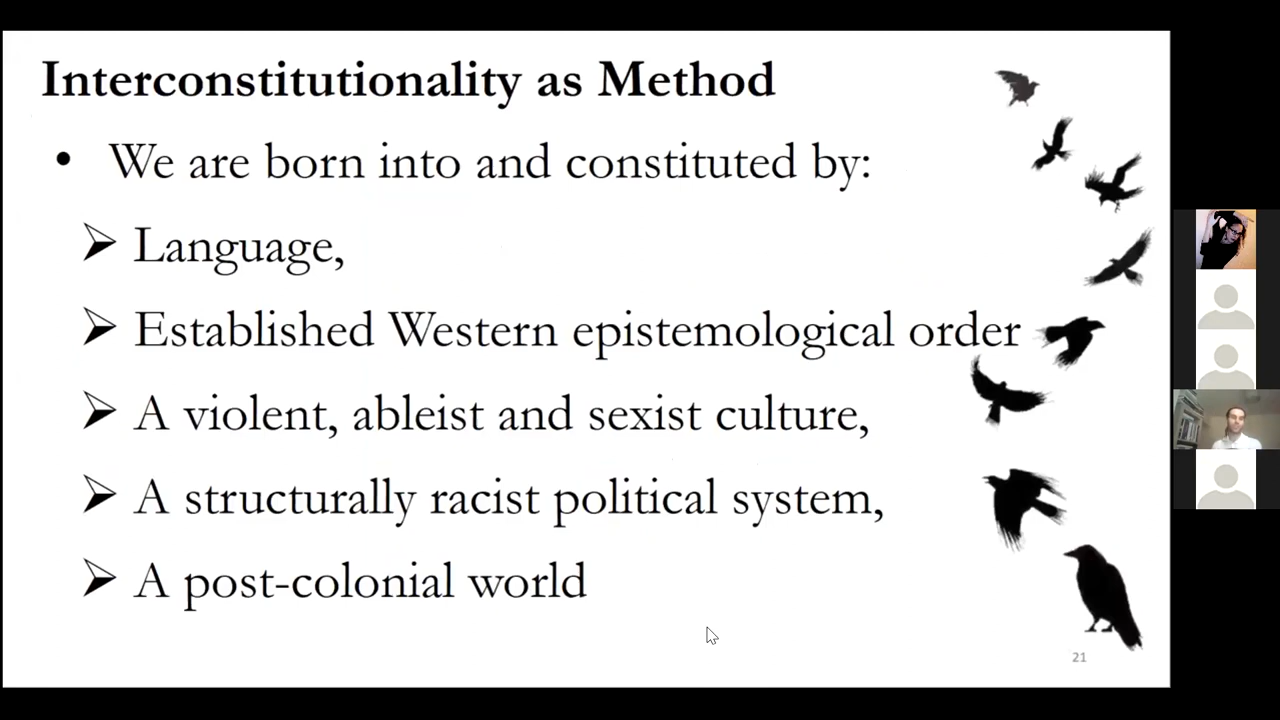 Interconstitutionality as Method
• We are born into and constituted by:
➢ Language,
➢ Established Western epistemological order
➢ A violent, ableist and sexist culture,
➢ A structurally racist political system,
➢ A post-colonial world
21